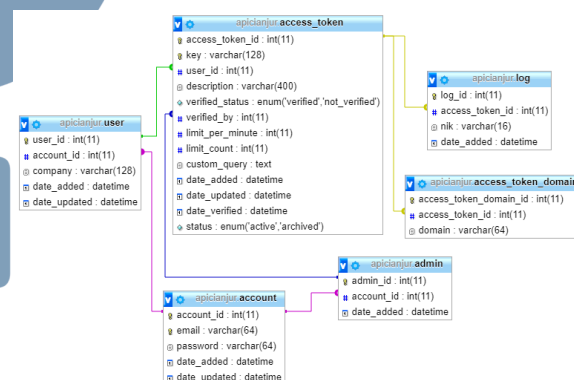 apicianjur access_token
access_token_id : int(11)
key : varchar(128)
user_id : int(11)
description : varchar(400)
verified_status : enum('verified','not_verified')
verified_by : int(11)
limit_per_minute : int(11)
limit_count : int(11)
custom_query : text
date_added : datetime
date_updated : datetime
date_verified : datetime
status : enum('active','archived')
apicianjur log
log_id : int(11)
access_token_id : int(11)
nik : varchar(16)
date_added : datetime
apicianjur user
user_id : int(11)
account_id : int(11)
company : varchar(128)
date_added : datetime
date_updated : datetime
apicianjur access_token_domain
access_token_domain_id : int(11)
access_token_id : int(11)
domain : varchar(64)
apicianjur admin
admin_id : int(11)
account_id : int(11)
date_added : datetime
apicianjur account
account_id : int(11)
email : varchar(64)
password : varchar(64)
date_added : datetime
date_updated : datetime